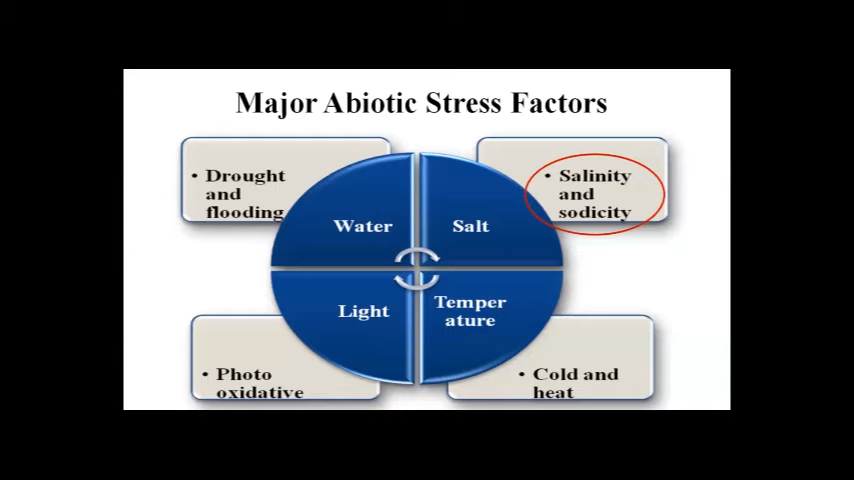 Major Abiotic Stress Factors
• Drought
and
flooding
Water
Salt
• Salinity
and
sodicity
Light
Temper
ature
• Photo
oxidative
• Cold and
heat